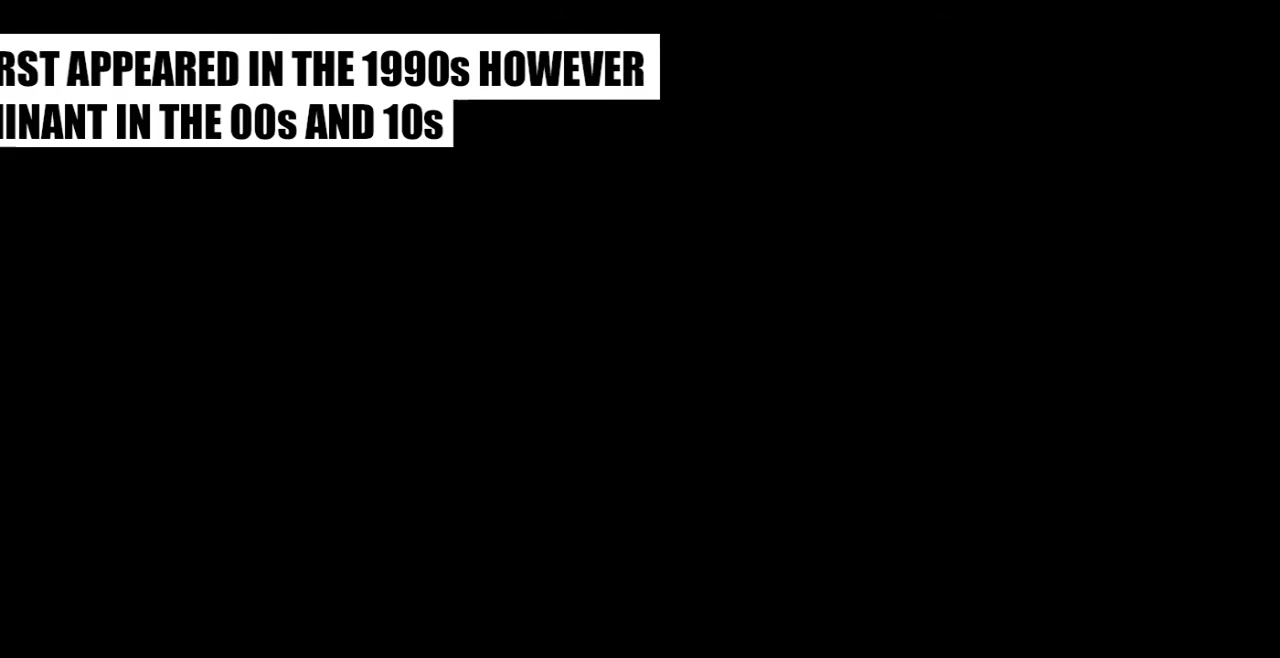 RST APPEARED IN THE 1990s HOWEVER
INANT IN THE 00s AND 10s